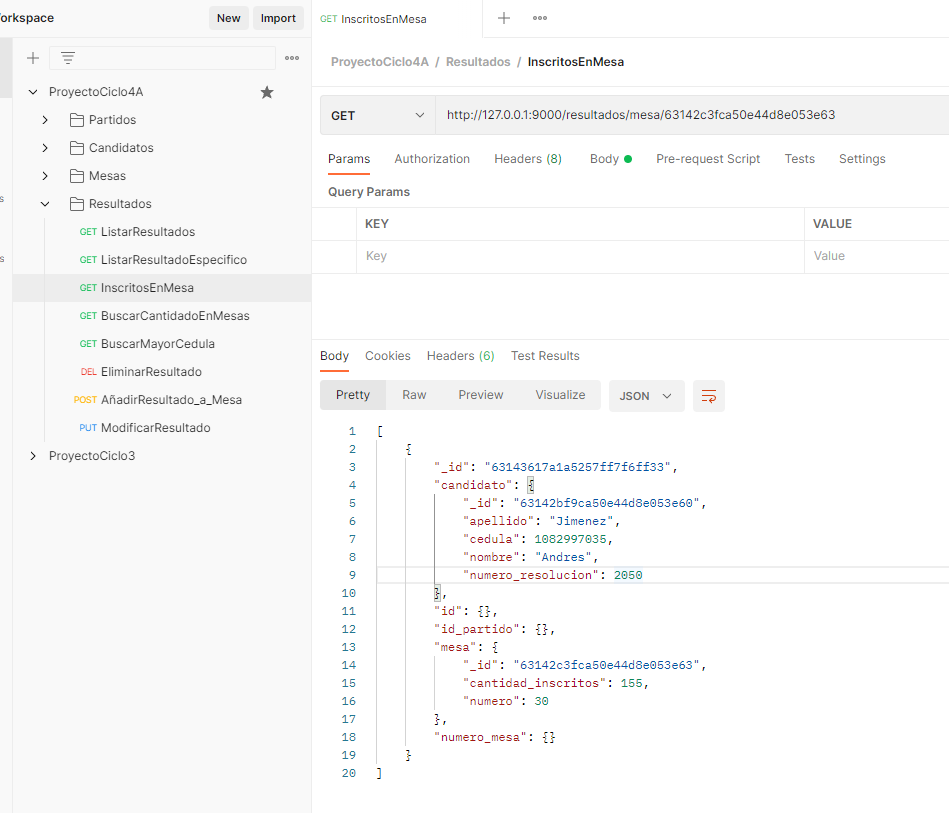 orkspace
New
Import
GET InscritosEnMesa
ProyectoCiclo4A / Resultados / InscritosEnMesa
ProyectoCiclo4A
Partidos
Candidatos
Mesas
Resultados
GET ListarResultados
GET ListarResultadoEspecifico
GET InscritosEnMesa
GET BuscarCantidadoEnMesas
GET BuscarMayorCedula
DEL EliminarResultado
POST AñadirResultado_a_Mesa
PUT ModificarResultado
ProyectoCiclo3
GET http://127.0.0.1:9000/resultados/mesa/63142c3fca50e44d8e053e63
Params Authorization Headers (8) Body Pre-request Script Tests Settings
Query Params
KEY VALUE
Key Value
Body Cookies Headers (6) Test Results
Pretty Raw Preview Visualize JSON
1 [
2 {
3 "_id": "63143617a1a5257ff7f6ff33",
4 "candidato": {
5 "_id": "63142bf9ca50e44d8e053e60",
6 "apellido": "Jimenez",
7 "cedula": 1082997035,
8 "nombre": "Andres",
9 "numero_resolucion": 2050
10 },
11 "id": {},
12 "id_partido": {},
13 "mesa": {
14 "_id": "63142c3fca50e44d8e053e63",
15 "cantidad_inscritos": 155,
16 "numero": 30
17 },
18 "numero_mesa": {}
19 }
20 ]